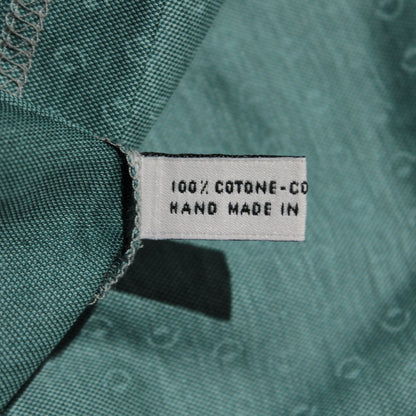 100% COTONE-CO
HAND MADE IN